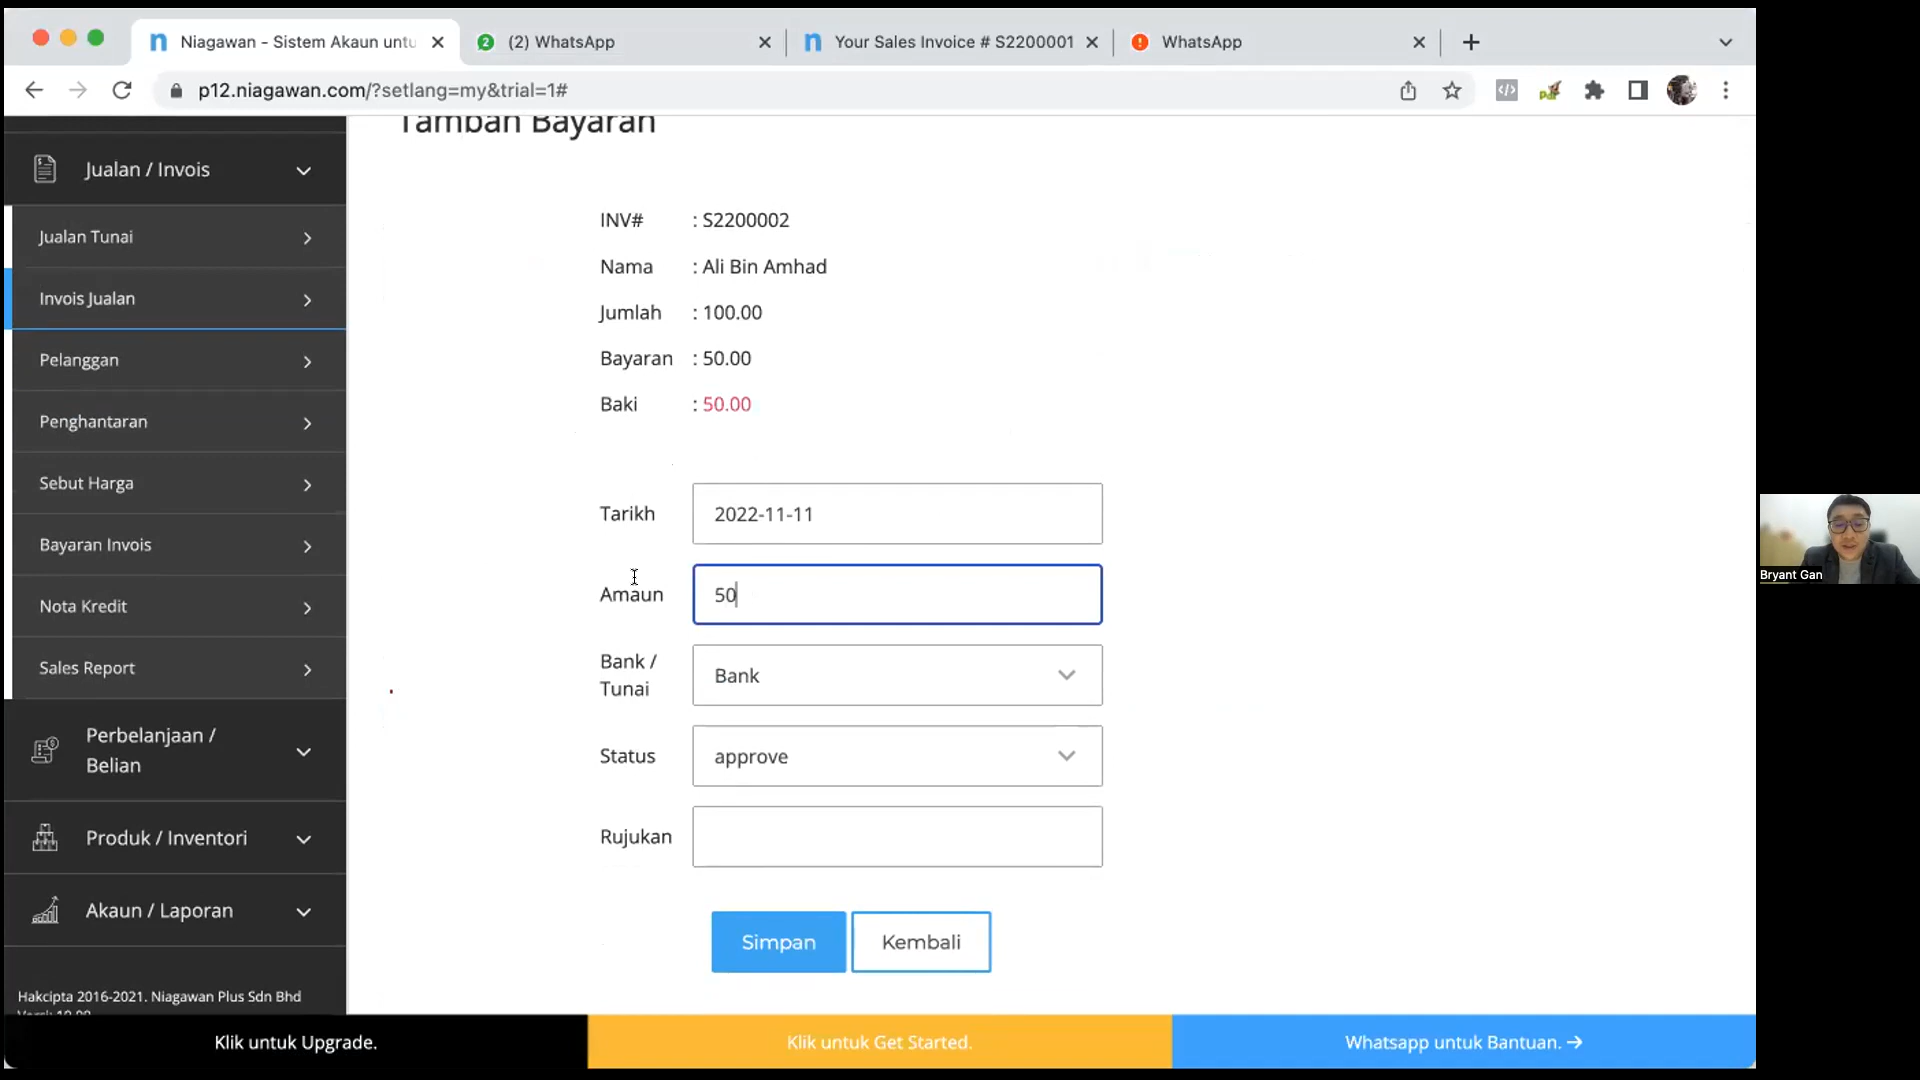 Niagawan - Sistem Akaun untu
(2) WhatsApp
Your Sales Invoice # S2200001
WhatsApp
p12.niagawan.com/?setlang=my&trial=1#
Tambah Bayaran
Jualan / Invois
Jualan Tunai
Invois Jualan
Pelanggan
Penghantaran
Sebut Harga
Bayaran Invois
Nota Kredit
Sales Report
Perbelanjaan /
Belian
Produk / Inventori
Akaun / Laporan
Hakcipta 2016-2021. Niagawan Plus Sdn Bhd
INV# : S2200002
Nama : Ali Bin Amhad
Jumlah : 100.00
Bayaran : 50.00
Baki : 50.00
Tarikh 2022-11-11
Amaun 50
Bank /
Tunai
Bank
Status approve
Rujukan
Simpan Kembali
Klik untuk Upgrade.
Klik untuk Get Started.
Whatsapp untuk Bantuan. →
Bryant Gan